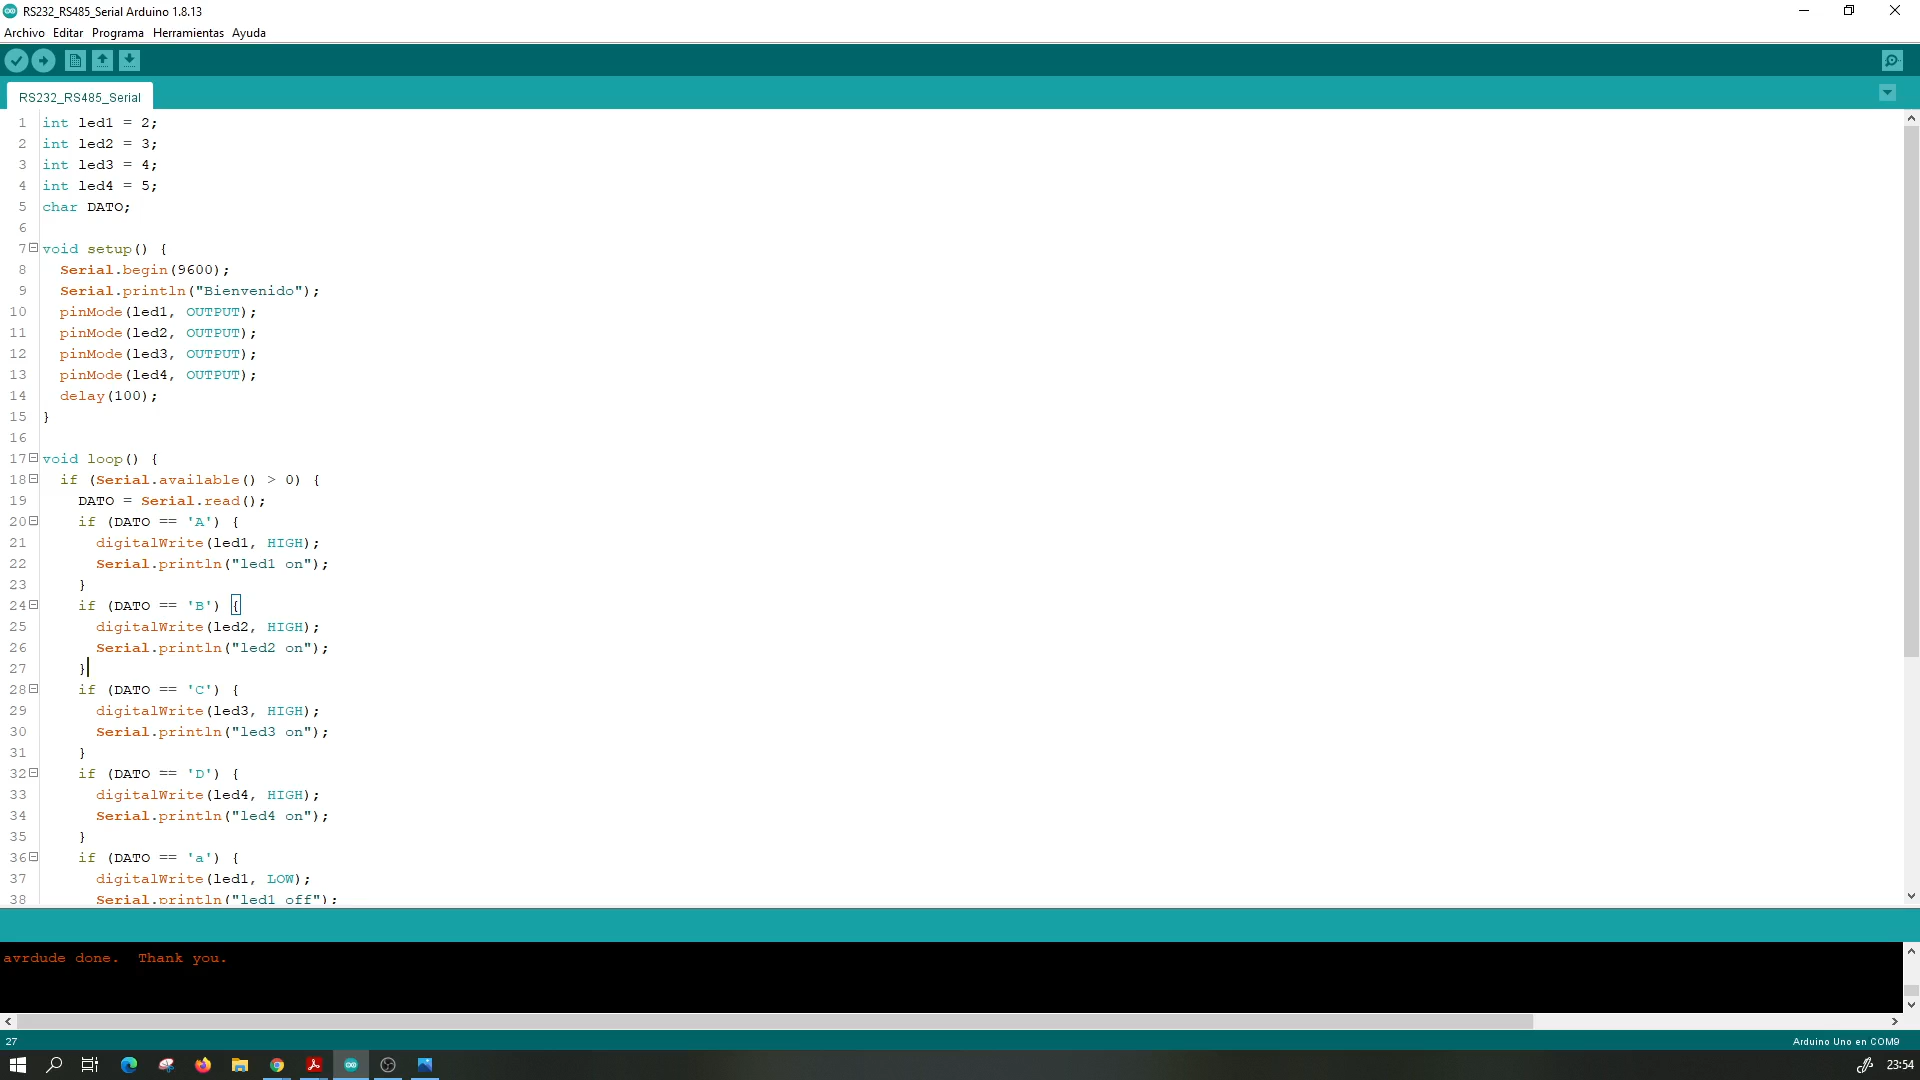 RS232_RS485_Serial Arduino 1.8.13
Archivo Editar Programa Herramientas Ayuda
RS232_RS485_Serial
1 int led1 = 2;
2 int led2 = 3;
3 int led3 = 4;
4 int led4 = 5;
5 char DATO;
6
7 void setup() {
8   Serial.begin(9600);
9   Serial.println("Bienvenido");
10   pinMode(led1, OUTPUT);
11   pinMode(led2, OUTPUT);
12   pinMode(led3, OUTPUT);
13   pinMode(led4, OUTPUT);
14   delay(100);
15 }
16
17 void loop() {
18   if (Serial.available() > 0) {
19     DATO = Serial.read();
20     if (DATO == 'A') {
21       digitalWrite(led1, HIGH);
22       Serial.println("led1 on");
23     }
24     if (DATO == 'B') {
25       digitalWrite(led2, HIGH);
26       Serial.println("led2 on");
27     }
28     if (DATO == 'C') {
29       digitalWrite(led3, HIGH);
30       Serial.println("led3 on");
31     }
32     if (DATO == 'D') {
33       digitalWrite(led4, HIGH);
34       Serial.println("led4 on");
35     }
36     if (DATO == 'a') {
37       digitalWrite(led1, LOW);
38       Serial.println("led1 off");
avrdude done.  Thank you.
27
Arduino Uno en COM9
23:54